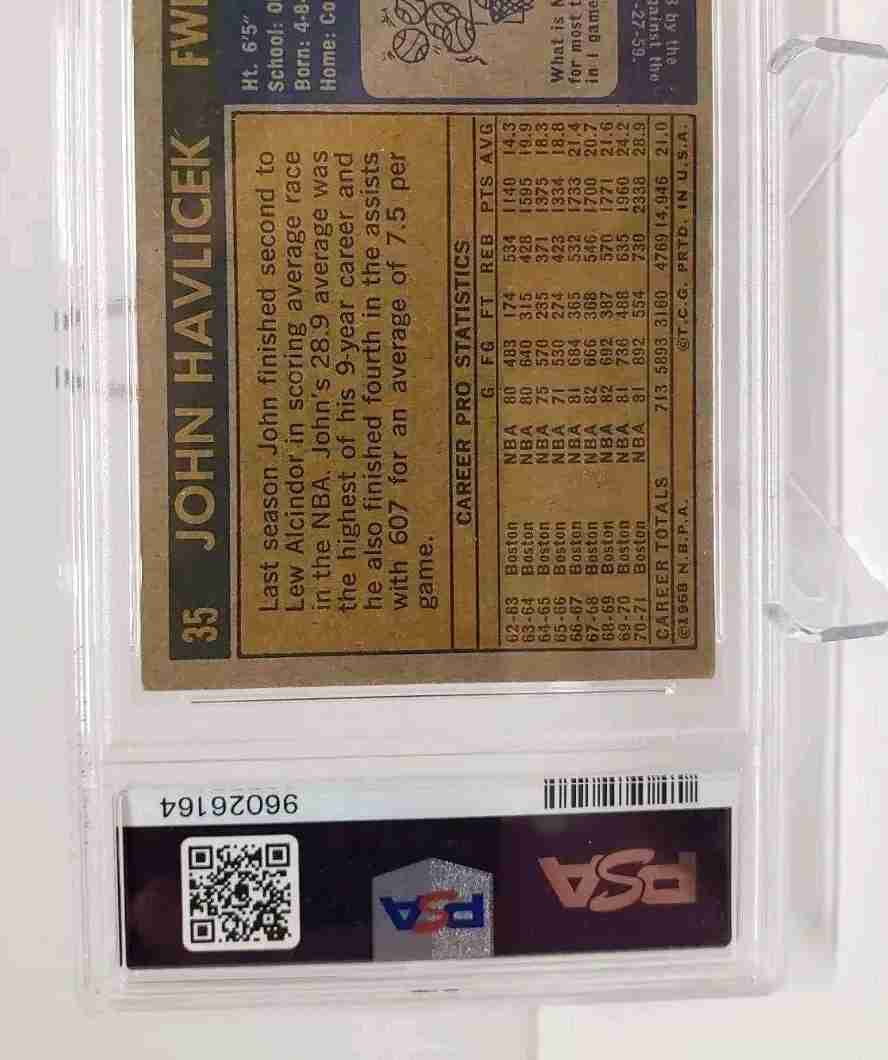 35 JOHN HAVLICEK FW
Ht. 6'5"
School:
Born: 4-8-
Home: Co
What is
for most
in 1 game
by the
against the
-27-59.
Last season John finished second to
Lew Alcindor in scoring average race
in the NBA. John's 28.9 average was
the highest of his 9-year career and
he also finished fourth in the assists
with 607 for an average of 7.5 per
game.
CAREER PRO STATISTICS
G FG FT REB PTS AVG
62-63 Boston NBA 80 483 174 534 1140 14.3
63-64 Boston NBA 80 640 315 428 1595 19.9
64-65 Boston NBA 75 570 235 371 1375 18.3
65-66 Boston NBA 71 530 274 423 1334 18.8
66-67 Boston NBA 81 684 365 532 1733 21.4
67-68 Boston NBA 82 666 368 546 1700 20.7
68-69 Boston NBA 82 692 387 570 1771 21.6
69-70 Boston NBA 81 736 488 635 1960 24.2
70-71 Boston NBA 81 892 554 730 2338 28.9
CAREER TOTALS 713 5893 3160 4769 14,946 21.0
©1968 N.B.P.A. ©T.C.G. PRTD. IN U.S.A.
96026164
PSA
PSA